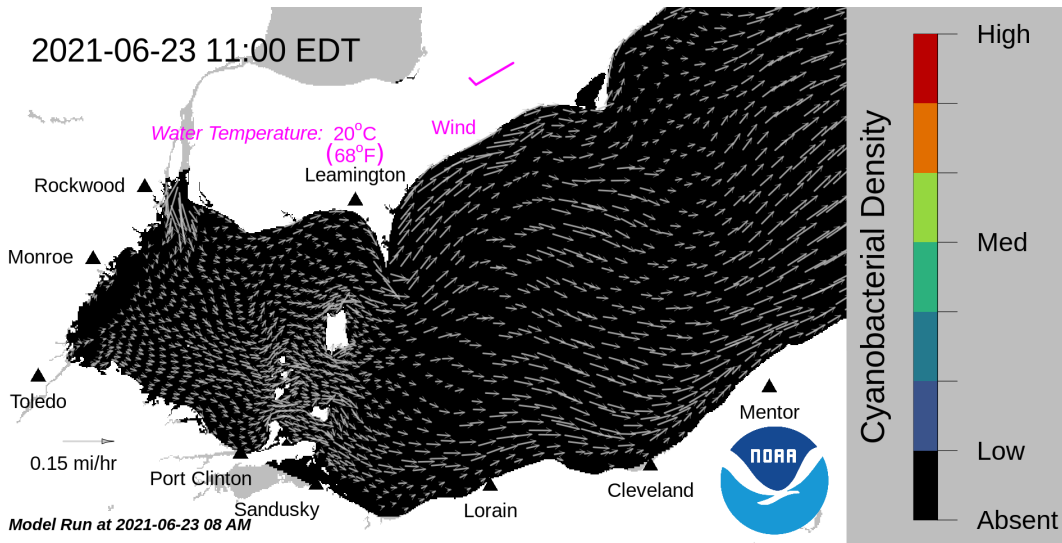 2021-06-23 11:00 EDT
Water Temperature: 20°C
(68°F)
Wind
Leamington
Rockwood
Monroe
Toledo
0.15 mi/hr
Port Clinton
Sandusky
Lorain
Cleveland
Mentor
NOAA
Model Run at 2021-06-23 08 AM
Cyanobacterial Density
High
Med
Low
Absent